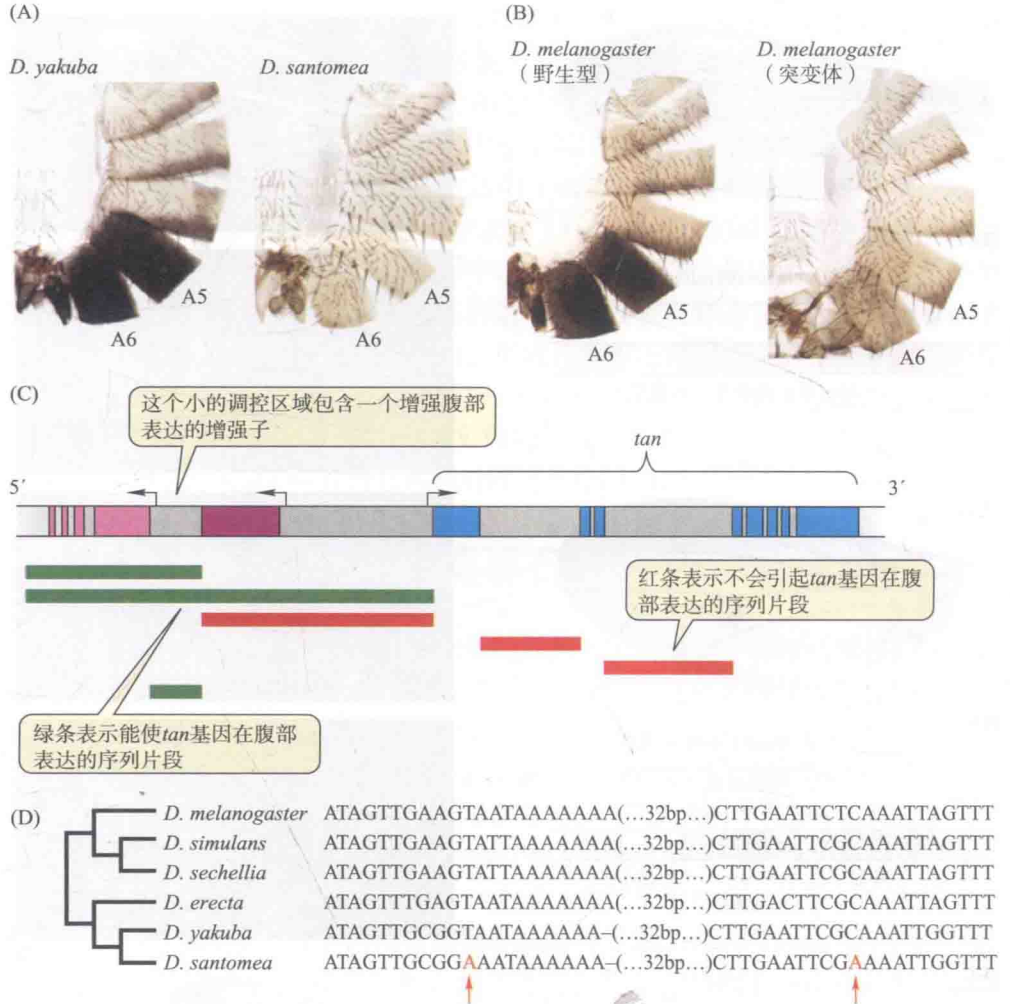 (A)
(B)
D. yakuba
D. santomea
D. melanogaster
（野生型）
D. melanogaster
（突变体）
A5
A6
A5
A6
A5
A6
A5
A6
(C)
这个小的调控区域包含一个增强腹部
表达的增强子
tan
5′
3′
红条表示不会引起tan基因在腹
部表达的序列片段
绿条表示能使tan基因在腹部
表达的序列片段
(D)
D. melanogaster ATAGTTGAAGTAATAAAAAAA(…32bp…)CTTGAATTCTCAAATTAGTTT
D. simulans ATAGTTGAAGTATTAAAAAAA(…32bp…)CTTGAATTCGCAAATTAGTTT
D. sechellia ATAGTTGAAGTATTAAAAAAA(…32bp…)CTTGAATTCGCAAATTAGTTT
D. erecta ATAGTTTGAGTAATAAAAAAA(…32bp…)CTTGACTTCGCAAATTAGTTT
D. yakuba ATAGTTGCGGTAATAAAAAA–(…32bp…)CTTGAATTCGCAAATTGGTTT
D. santomea ATAGTTGCGGAAATAAAAAA–(…32bp…)CTTGAATTCGAAAATTGGTTT